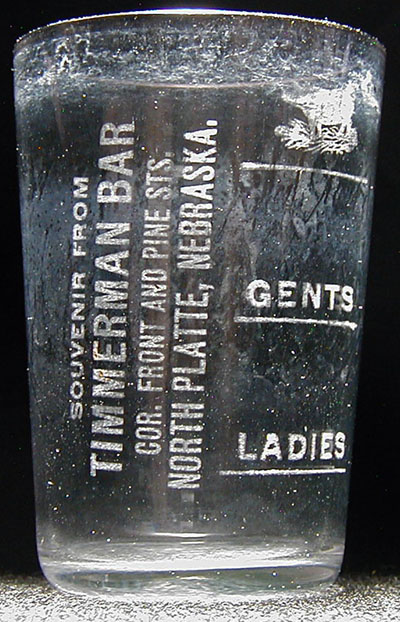 SOUVENIR FROM
TIMMERMAN BAR
COR. FRONT AND PINE STS.
NORTH PLATTE, NEBRASKA.
GENTS
LADIES